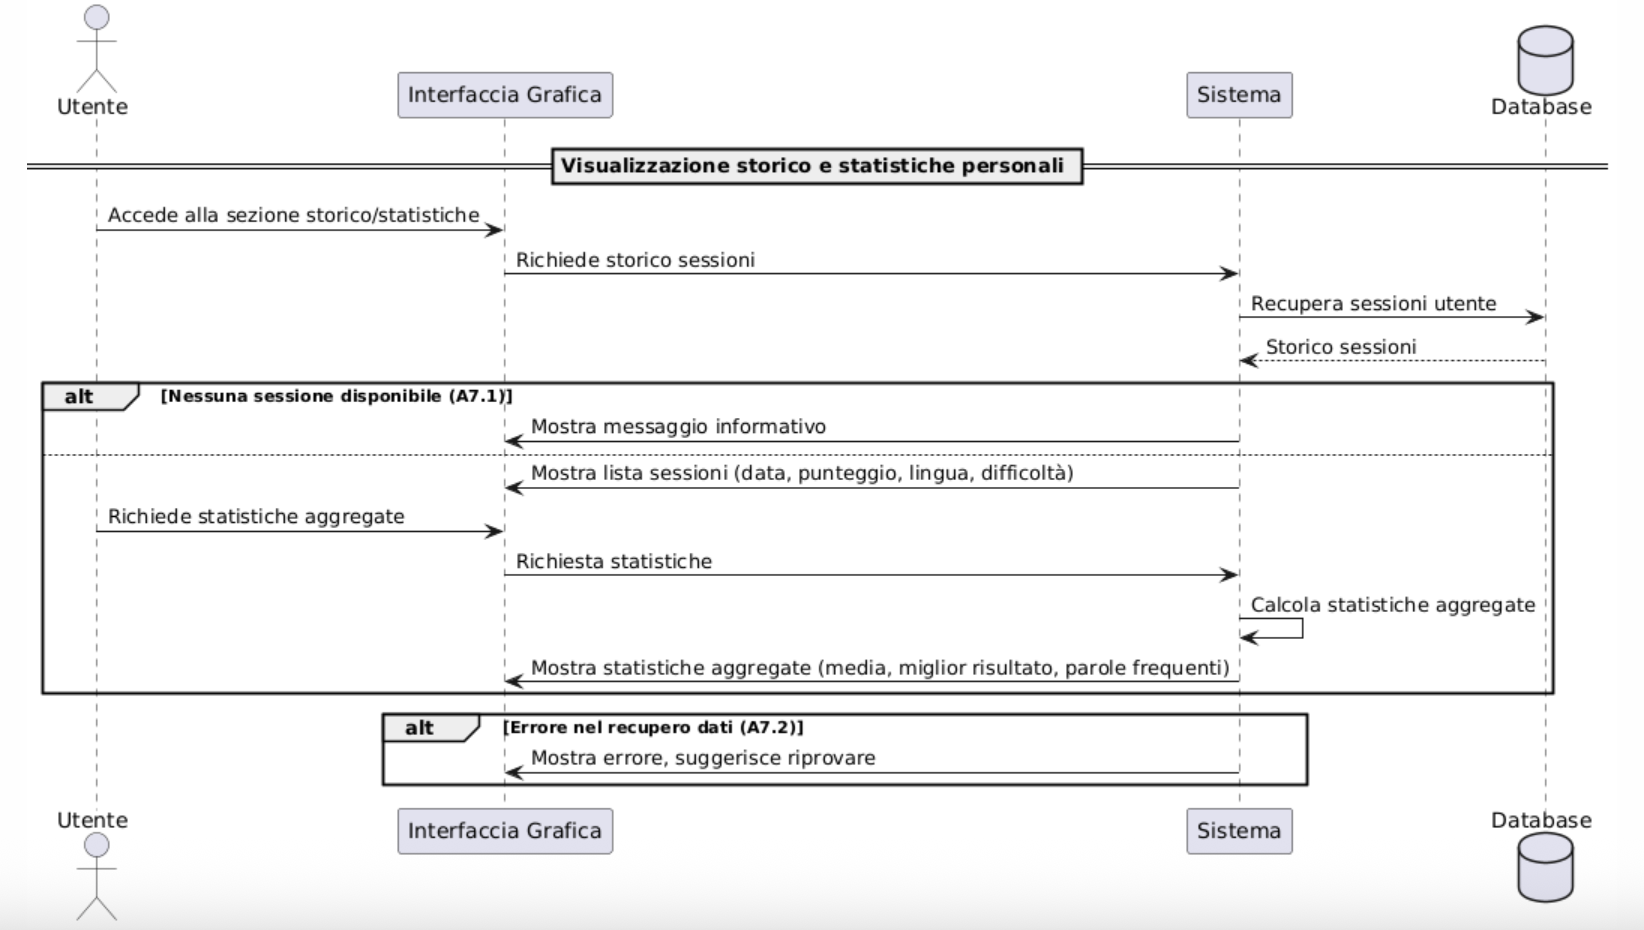 Utente
Interfaccia Grafica
Sistema
Database
Visualizzazione storico e statistiche personali
Accede alla sezione storico/statistiche
Richiede storico sessioni
Recupera sessioni utente
Storico sessioni
alt [Nessuna sessione disponibile (A7.1)]
Mostra messaggio informativo
Mostra lista sessioni (data, punteggio, lingua, difficoltà)
Richiede statistiche aggregate
Richiesta statistiche
Calcola statistiche aggregate
Mostra statistiche aggregate (media, miglior risultato, parole frequenti)
alt [Errore nel recupero dati (A7.2)]
Mostra errore, suggerisce riprovare
Utente
Interfaccia Grafica
Sistema
Database